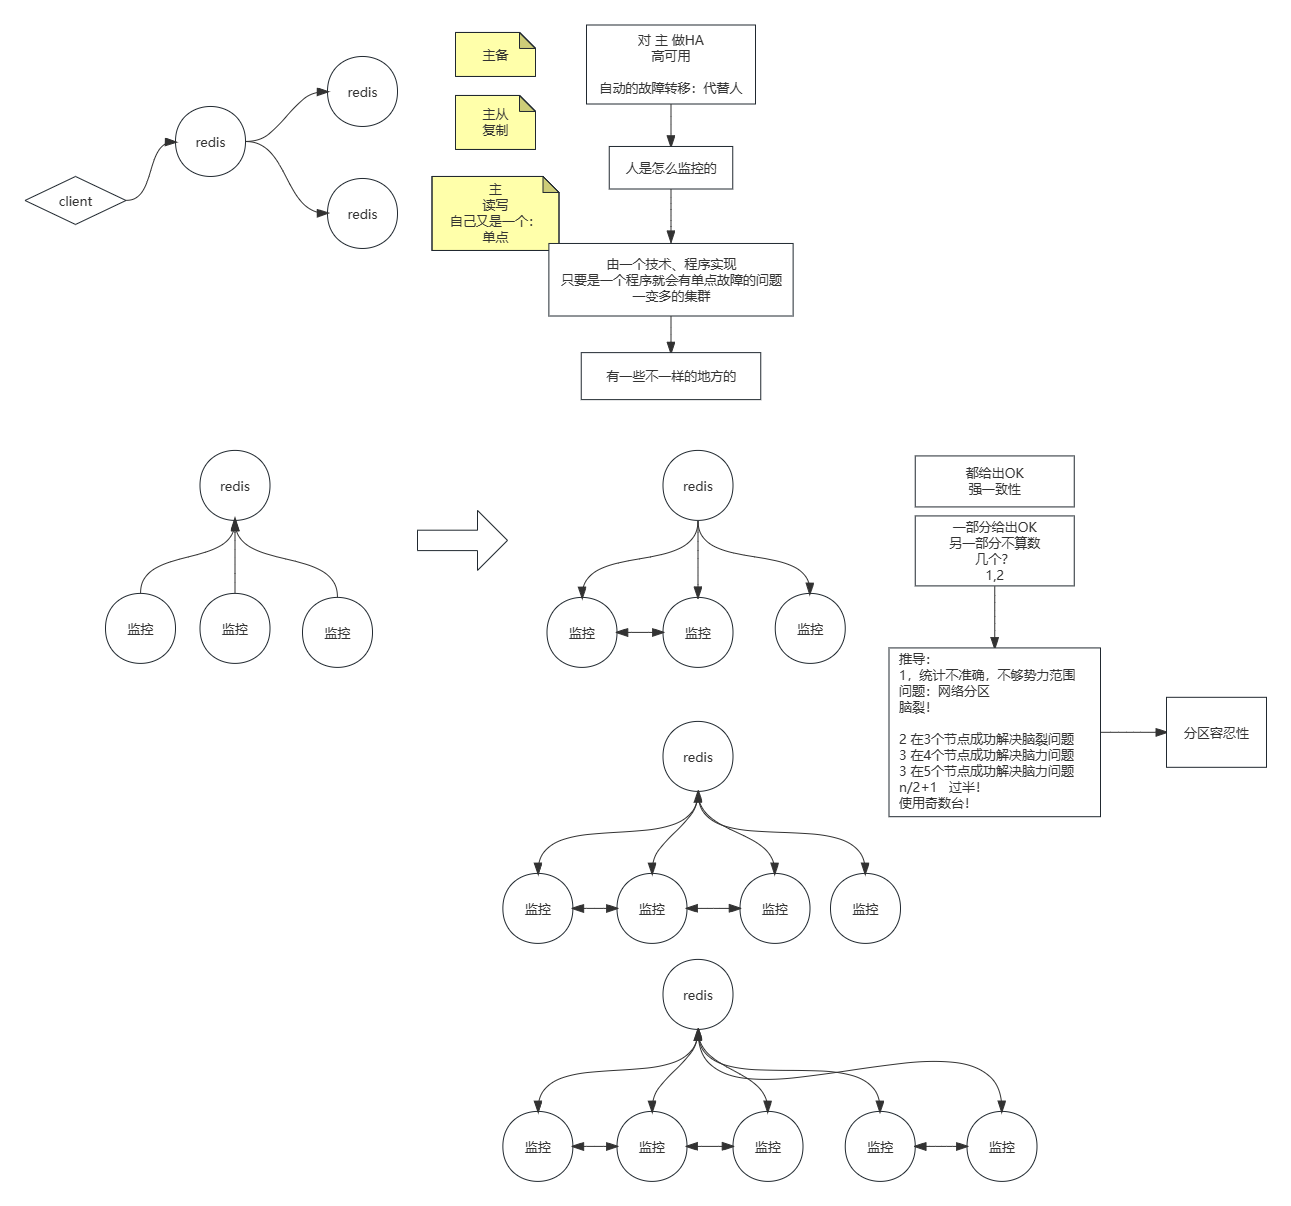 client
redis
redis
redis
主备
主从
复制
主
读写
自己又是一个：
单点
对 主 做HA
高可用
自动的故障转移：代替人
人是怎么监控的
由一个技术、程序实现
只要是一个程序就会有单点故障的问题
一变多的集群
有一些不一样的地方的
redis
监控
监控
监控
redis
监控
监控
监控
都给出OK
强一致性
一部分给出OK
另一部分不算数
几个？
1,2
推导：
1，统计不准确，不够势力范围
问题：网络分区
脑裂！
2 在3个节点成功解决脑裂问题
3 在4个节点成功解决脑力问题
3 在5个节点成功解决脑力问题
n/2+1 过半！
使用奇数台！
分区容忍性
redis
监控
监控
监控
监控
redis
监控
监控
监控
监控
监控